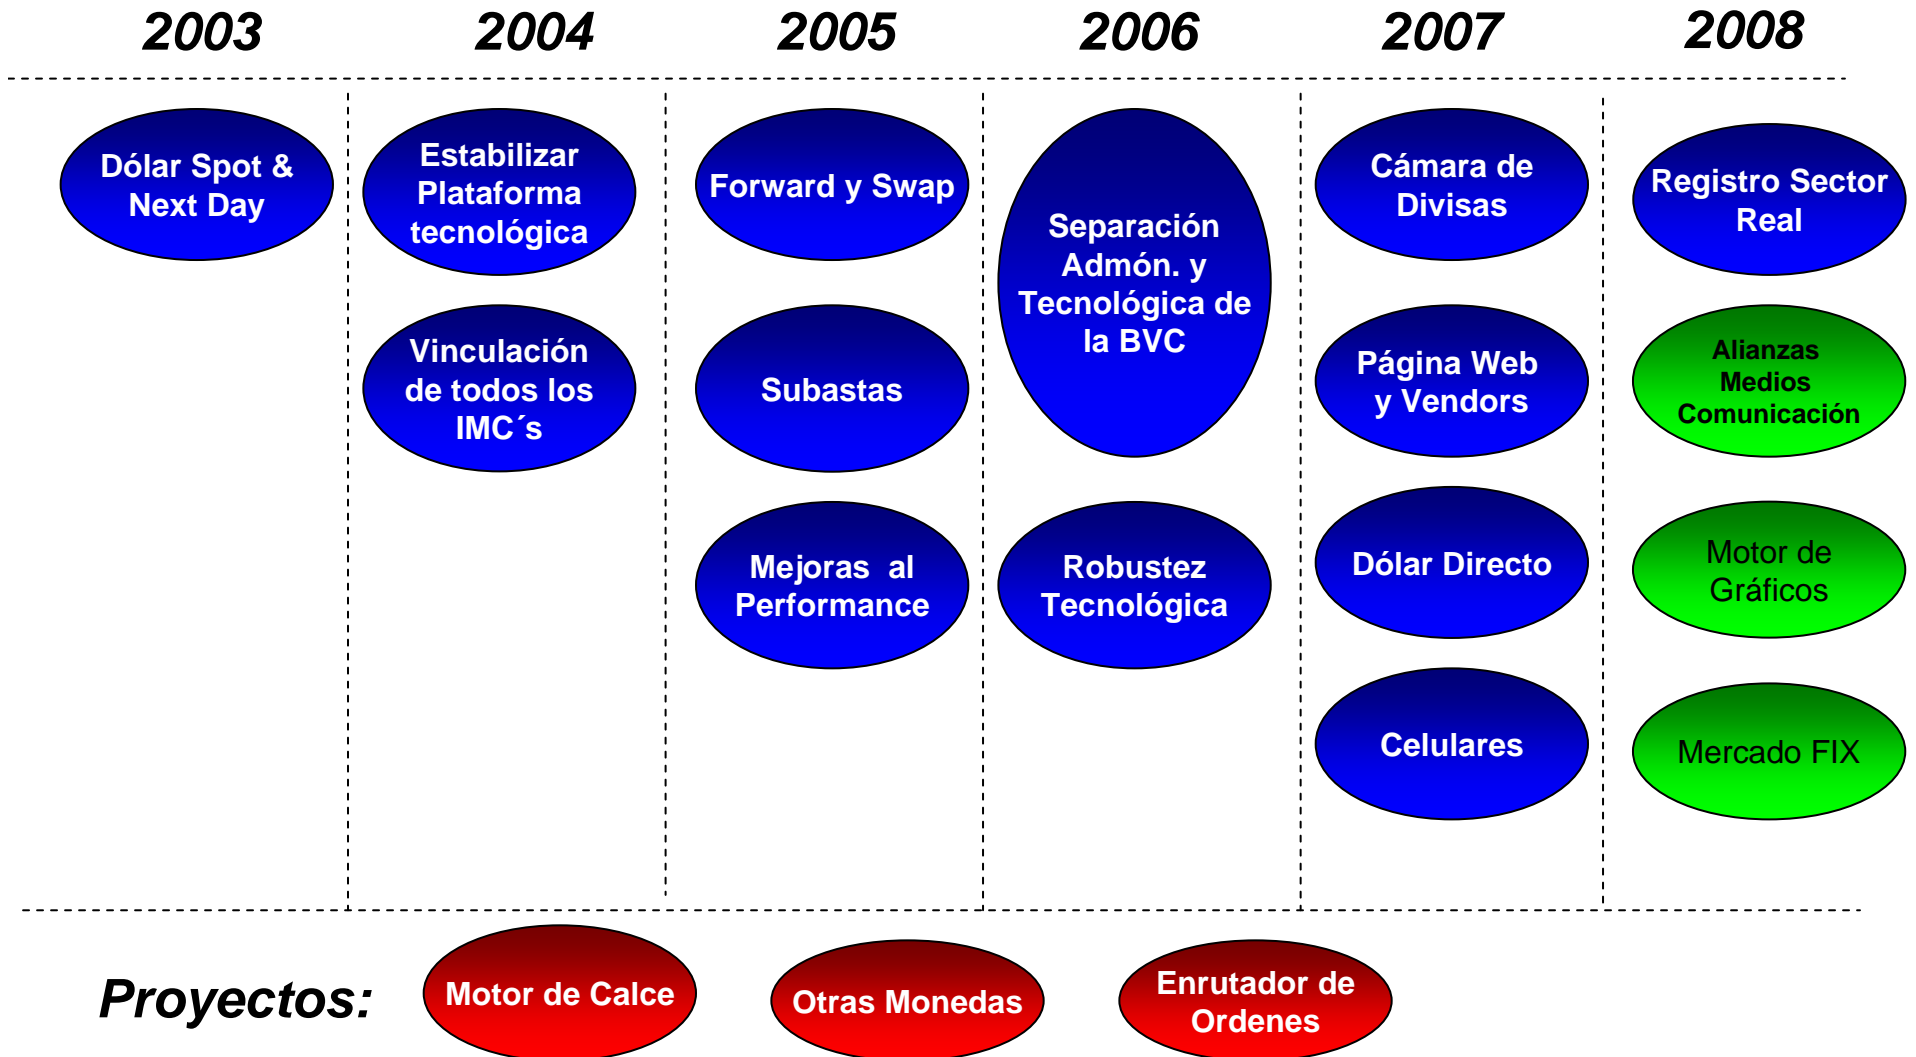 2003
2004
2005
2006
2007
2008
Dólar Spot &
Next Day
Estabilizar
Plataforma
tecnológica
Vinculación
de todos los
IMC´s
Forward y Swap
Subastas
Mejoras al
Performance
Separación
Admón. y
Tecnológica de
la BVC
Robustez
Tecnológica
Cámara de
Divisas
Página Web
y Vendors
Dólar Directo
Celulares
Registro Sector
Real
Alianzas
Medios
Comunicación
Motor de
Gráficos
Mercado FIX
Proyectos:
Motor de Calce
Otras Monedas
Enrutador de
Ordenes